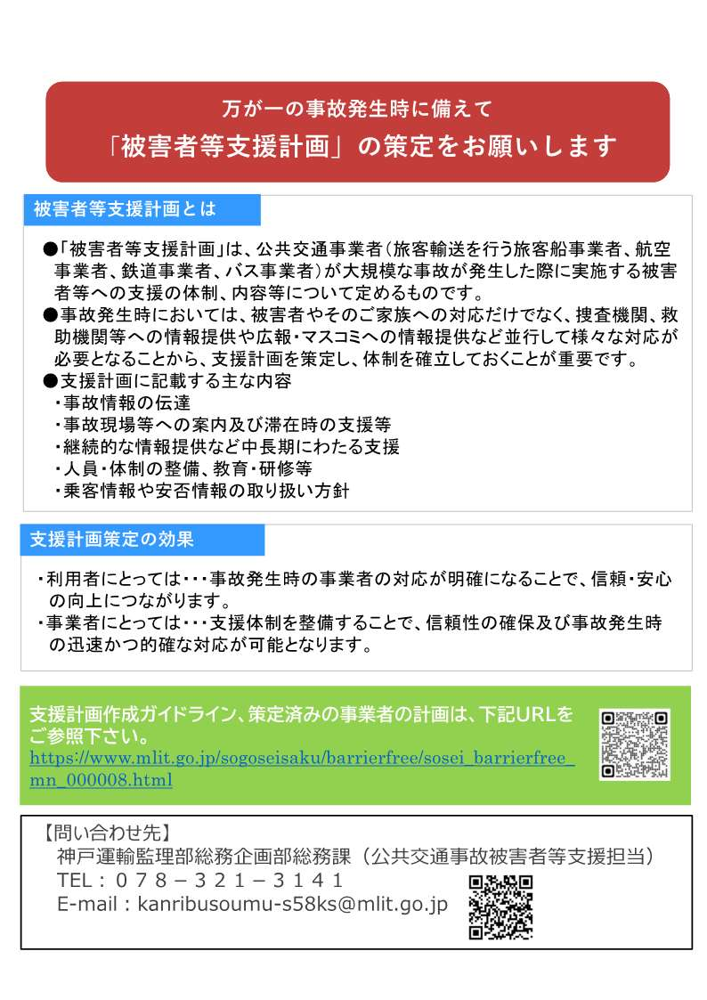 万が一の事故発生時に備えて
「被害者等支援計画」の策定をお願いします
被害者等支援計画とは
●「被害者等支援計画」は、公共交通事業者（旅客輸送を行う旅客船事業者、航空
事業者、鉄道事業者、バス事業者）が大規模な事故が発生した際に実施する被害
者等への支援の体制、内容等について定めるものです。
●事故発生時においては、被害者やそのご家族への対応だけでなく、捜査機関、救
助機関等への情報提供や広報・マスコミへの情報提供など並行して様々な対応が
必要となることから、支援計画を策定し、体制を確立しておくことが重要です。
●支援計画に記載する主な内容
・事故情報の伝達
・事故現場等への案内及び滞在時の支援等
・継続的な情報提供など中長期にわたる支援
・人員・体制の整備、教育・研修等
・乗客情報や安否情報の取り扱い方針
支援計画策定の効果
・利用者にとっては・・・事故発生時の事業者の対応が明確になることで、信頼・安心
の向上につながります。
・事業者にとっては・・・支援体制を整備することで、信頼性の確保及び事故発生時
の迅速かつ的確な対応が可能となります。
支援計画作成ガイドライン、策定済みの事業者の計画は、下記URLを
ご参照下さい。
https://www.mlit.go.jp/sogoseisaku/barrierfree/sosei_barrierfree_
mn_000008.html
【問い合わせ先】
神戸運輸監理部総務企画部総務課（公共交通事故被害者等支援担当）
TEL：０７８－３２１－３１４１
E-mail：kanribusoumu-s58ks@mlit.go.jp